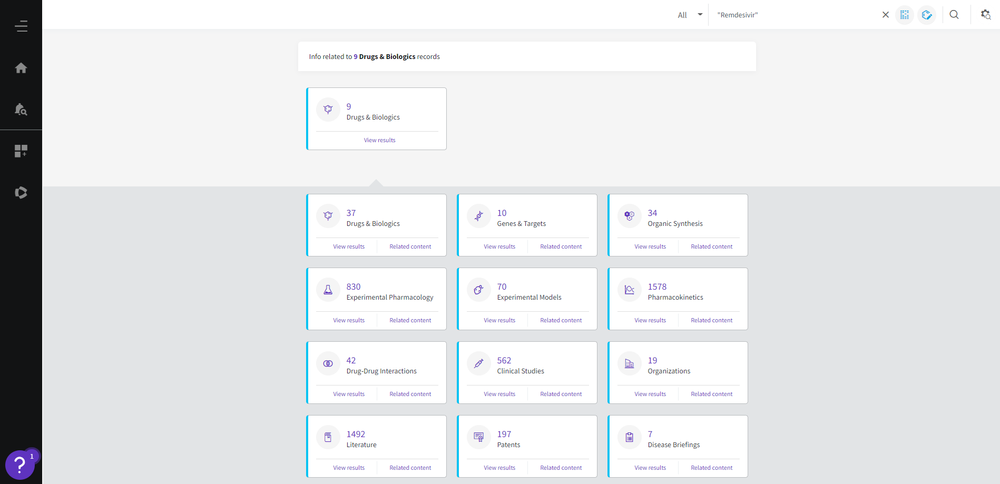 All
"Remdesivir"
Info related to 9 Drugs & Biologics records
9
Drugs & Biologics
View results
37
Drugs & Biologics
View results
Related content
10
Genes & Targets
View results
Related content
34
Organic Synthesis
View results
Related content
830
Experimental Pharmacology
View results
Related content
70
Experimental Models
View results
Related content
1578
Pharmacokinetics
View results
Related content
42
Drug-Drug Interactions
View results
Related content
562
Clinical Studies
View results
Related content
19
Organizations
View results
Related content
1492
Literature
View results
Related content
197
Patents
View results
Related content
7
Disease Briefings
View results
Related content
?
1